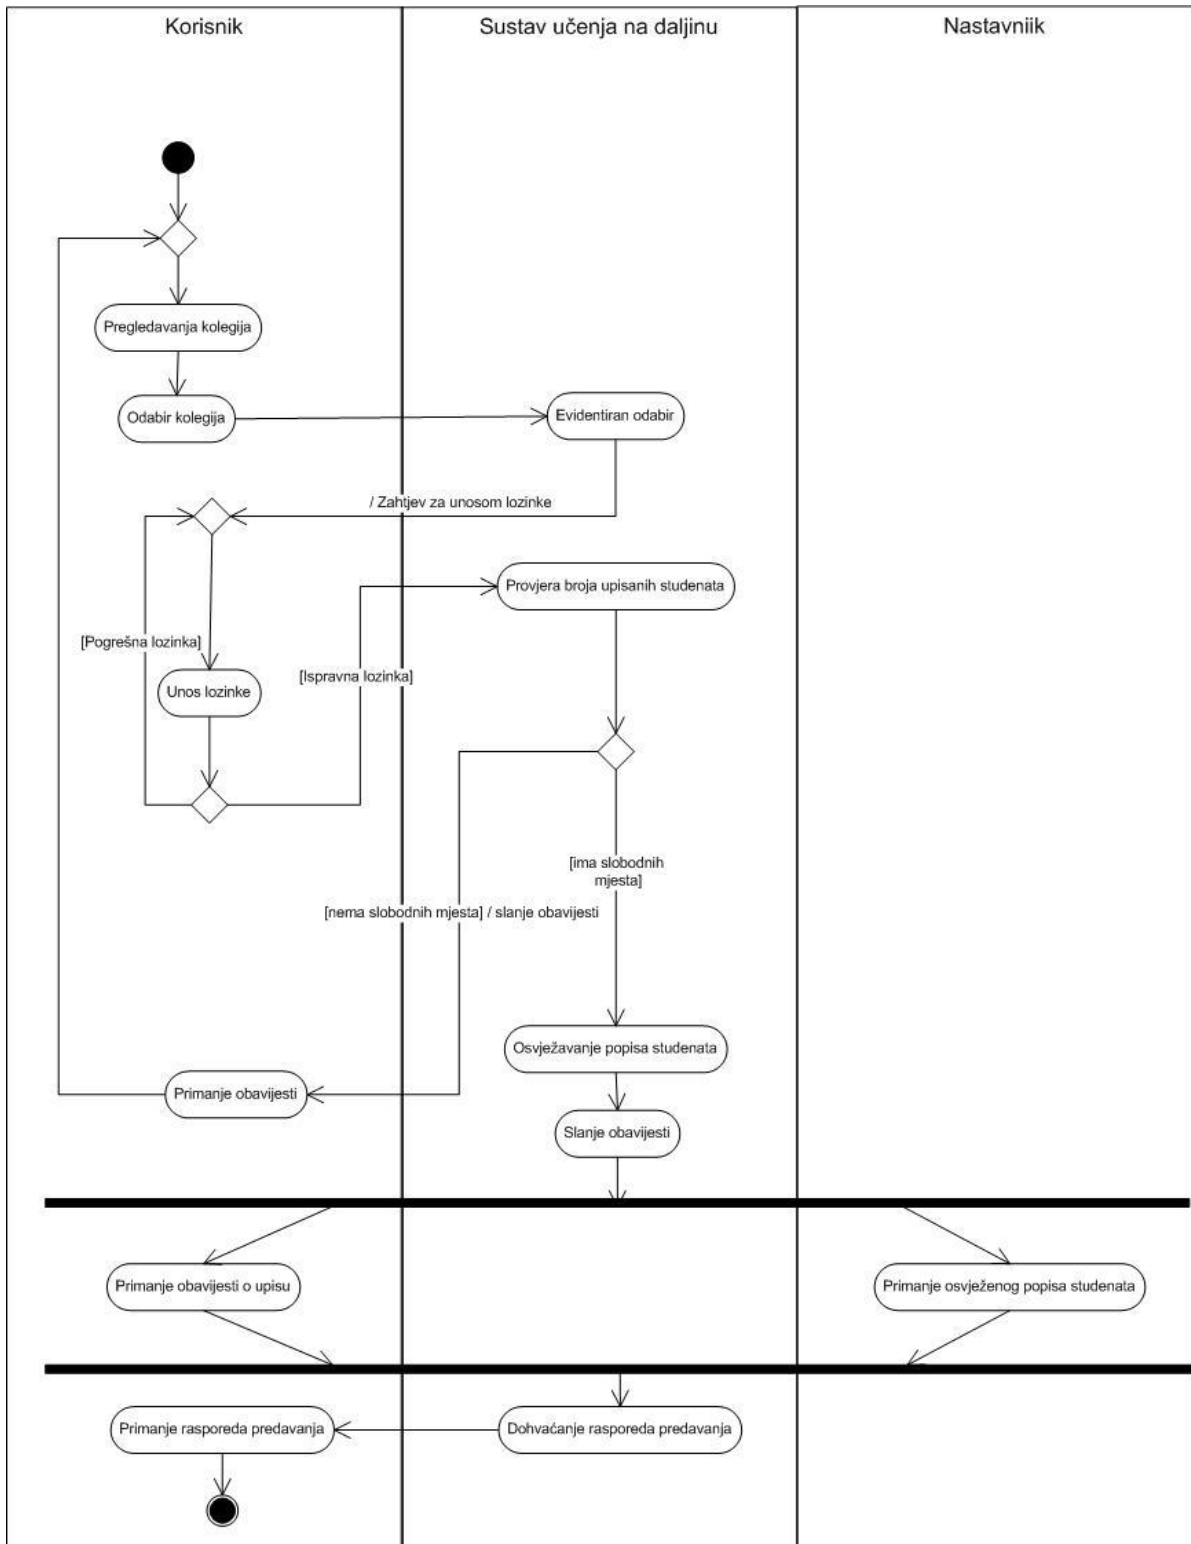 Korisnik
Sustav učenja na daljinu
Nastavniik
Pregledavanja kolegija
Odabir kolegija
Evidentiran odabir
/ Zahtjev za unosom lozinke
Provjera broja upisanih studenata
[Pogrešna lozinka]
[Ispravna lozinka]
Unos lozinke
[ima slobodnih
mjesta]
[nema slobodnih mjesta] / slanje obavijesti
Osvježavanje popisa studenata
Primanje obavijesti
Slanje obavijesti
Primanje obavijesti o upisu
Primanje osvježenog popisa studenata
Primanje rasporeda predavanja
Dohvaćanje rasporeda predavanja